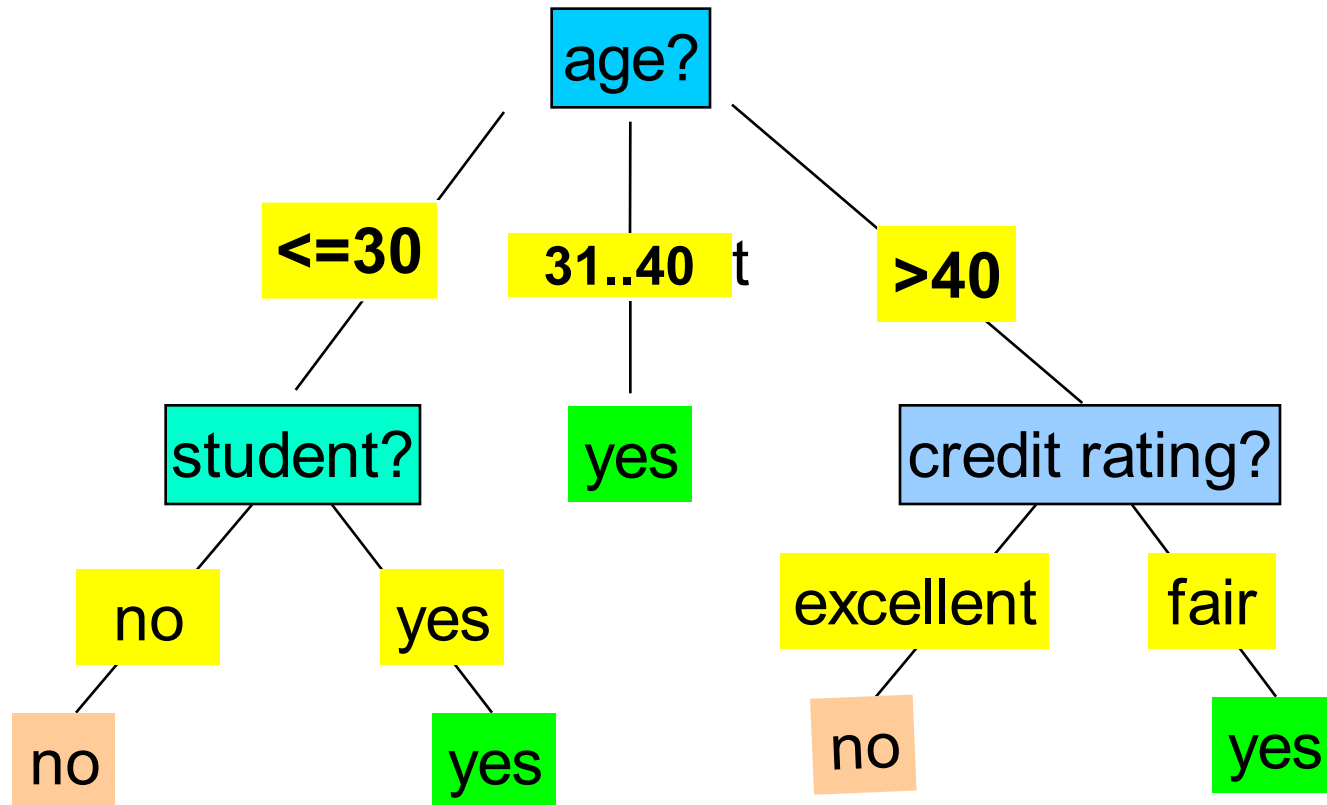 age?
<=30
31..40 t
>40
student?
yes
credit rating?
no
yes
excellent
fair
no
yes
no
yes